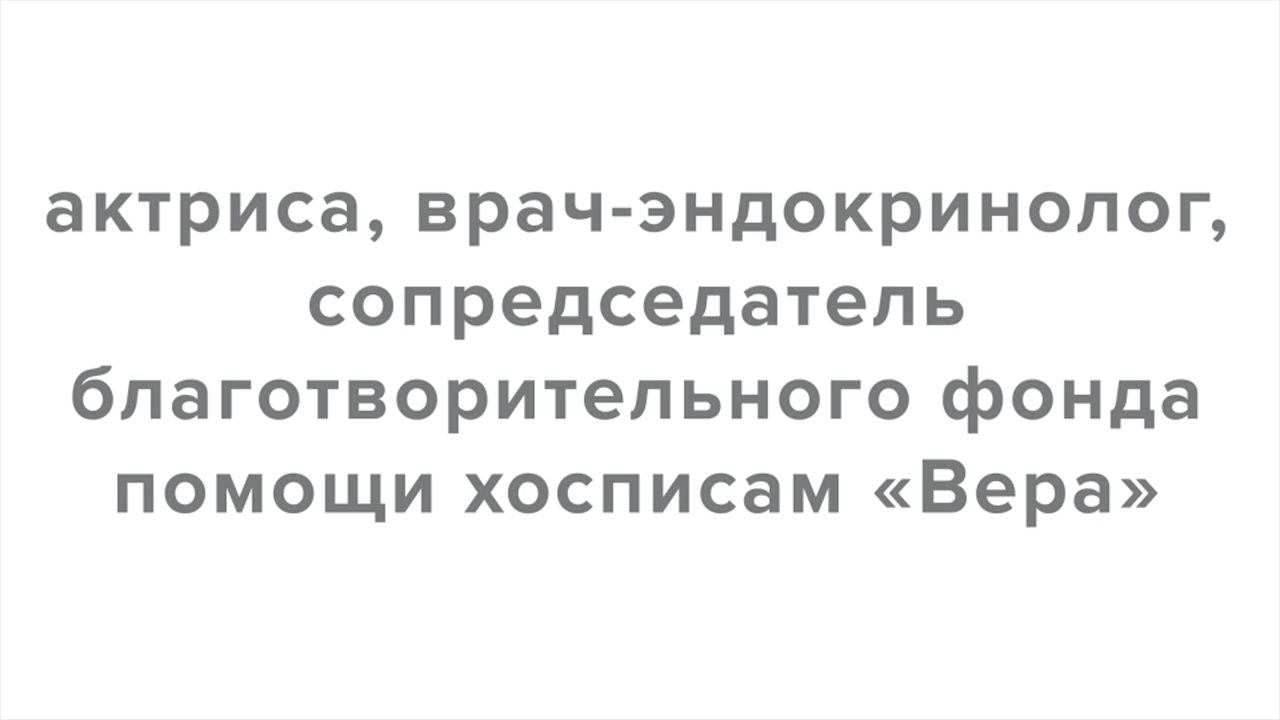 актриса, врач-эндокринолог,
сопредседатель
благотворительного фонда
помощи хосписам «Вера»